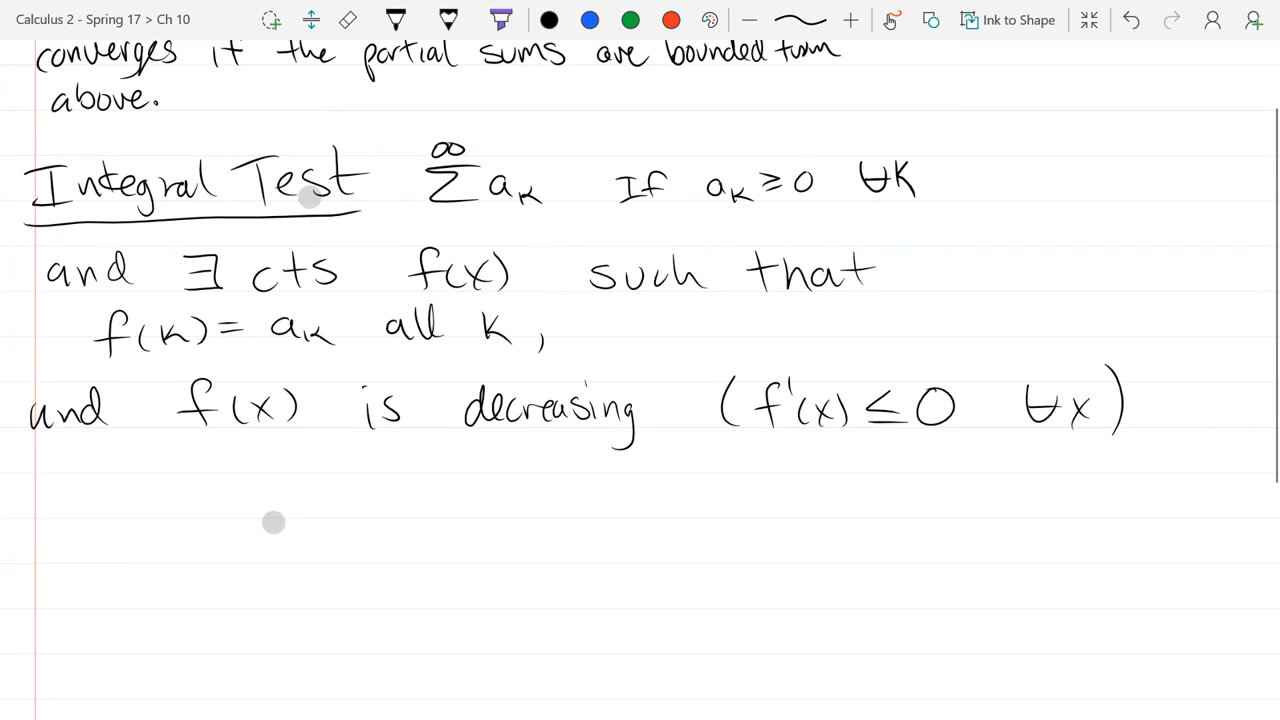 Calculus 2 - Spring 17 > Ch 10
Ink to Shape
converges if the partial sums are bounded from
above.
Integral Test ∑^∞ a_k If a_k ≥ 0 ∀k
and ∃ cts f(x) such that
f(k) = a_k all k,
and f(x) is decreasing (f'(x) ≤ 0 ∀x)